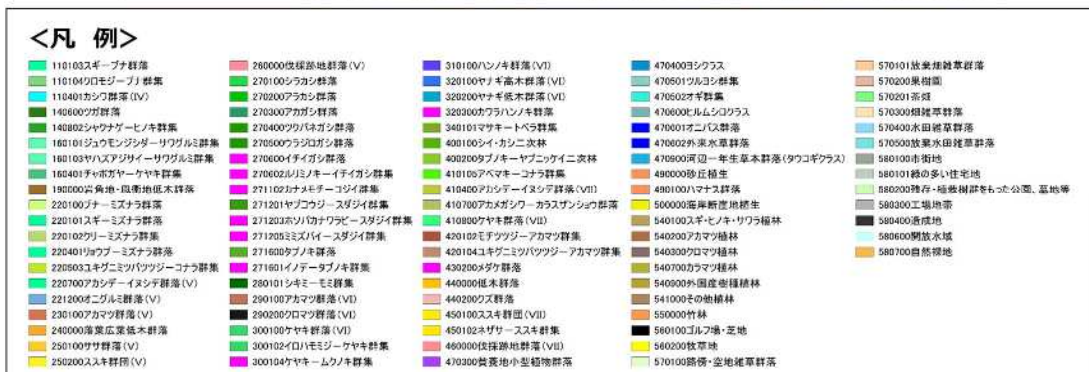 <凡 例>
110103スギーブナ群落
110104クロモジーブナ群集
110401カシワ群落(IV)
140600ツガ群落
140802シャクナゲーヒノキ群集
160101ジュウモンジシダーサワグルミ群集
160103ヤハズアジサイーサワグルミ群集
160401チャボガヤーケヤキ群集
190000岩角地・風衝地低木群落
220100ブナーミズナラ群落
220101スギーミズナラ群落
220102クリーミズナラ群集
220401リョウブーミズナラ群落
220503ユキグニミツバツツジーコナラ群集
220700アカシデーイヌシデ群落(V)
221200オニグルミ群落(V)
230100アカマツ群落(V)
240000落葉広葉低木群落
250100ササ群落(V)
250200ススキ群団(V)
260000伐採跡地群落(V)
270100シラカシ群落
270200アラカシ群落
270300アカガシ群落
270400ツクバネガシ群落
270500ウラジロガシ群落
270600イチイガシ群落
270602ルリミノキーイチイガシ群集
271102カナメモチーコジイ群集
271201ヤブコウジースダジイ群集
271203ホソバカナワラビースダジイ群集
271205ミミズバイースダジイ群集
271600タブノキ群落
271601イノデータブノキ群集
280101シキミーモミ群集
290100アカマツ群落(VI)
290200クロマツ群落(VI)
300100ケヤキ群落(VI)
300102イロハモミジーケヤキ群集
300104ケヤキームクノキ群集
310100ハンノキ群落(VI)
320100ヤナギ高木群落(VI)
320200ヤナギ低木群落(VI)
320300カワラハンノキ群落
340101マサキートベラ群集
400100シイ・カシ二次林
400200タブノキーヤブニッケイ二次林
410105アベマキーコナラ群集
410400アカシデーイヌシデ群落(VII)
410700アカメガシワーカラスザンショウ群落
410800ケヤキ群落(VII)
420102モチツツジーアカマツ群集
420104ユキグニミツバツツジーアカマツ群集
430200メダケ群落
440000低木群落
440200クズ群落
450100ススキ群団(VII)
450102ネザサーススキ群集
460000伐採跡地群落(VII)
470300貧養地小型植物群落
470400ヨシクラス
470501ツルヨシ群集
470502オギ群集
470600ヒルムシロクラス
470601オニバス群落
470602外来水草群落
470900河辺一年生草本群落(タウコギクラス)
490000砂丘植生
490100ハマナス群落
500000海岸断崖地植生
540100スギ・ヒノキ・サワラ植林
540200アカマツ植林
540300クロマツ植林
540700カラマツ植林
540900外国産樹種植林
541000その他植林
550000竹林
560100ゴルフ場・芝地
560200牧草地
570100路傍・空地雑草群落
570101放棄畑雑草群落
570200果樹園
570201茶畑
570300畑雑草群落
570400水田雑草群落
570500放棄水田雑草群落
580100市街地
580101緑の多い住宅地
580200残存・植栽樹群をもった公園、墓地等
580300工場地帯
580400造成地
580600開放水域
580700自然裸地